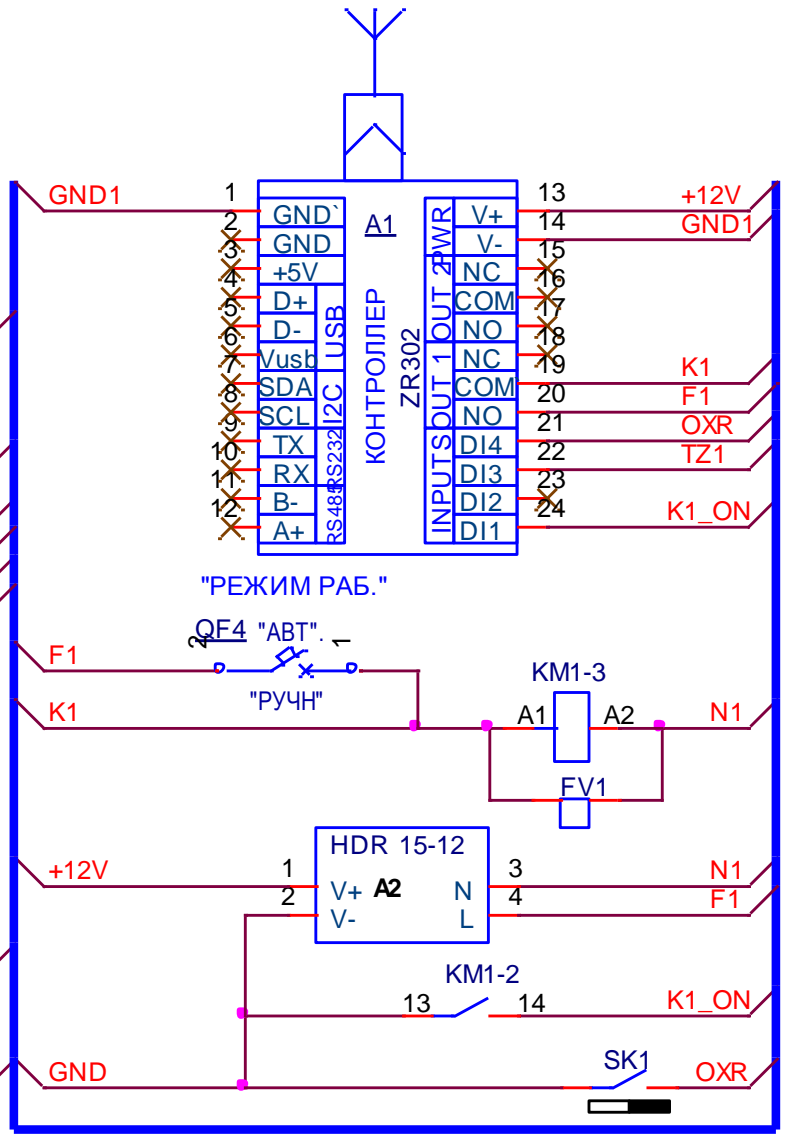 GND1 1 GND` A1 PWR V+ 13 +12V
2 GND V- 14 GND1
3 +5V OUT 2 NC 15
4 D+ USB COM 16
5 D- NO 17
6 Vusb OUT 1 NC 18
7 SDA I2C COM 19 K1
8 SCL NO 20 F1
9 TX RS232 INPUTS DI4 21 OXR
10 RX DI3 22 TZ1
11 B- RS485 DI2 23
12 A+ DI1 24 K1_ON
КОНТРОЛЛЕР
ZR302
"РЕЖИМ РАБ."
F1 2 QF4 "АВТ". 1
"РУЧН"
KM1-3
K1 A1 A2 N1
FV1
HDR 15-12
+12V 1 V+ A2 N 3 N1
2 V- L 4 F1
KM1-2
13 14 K1_ON
SK1
GND OXR